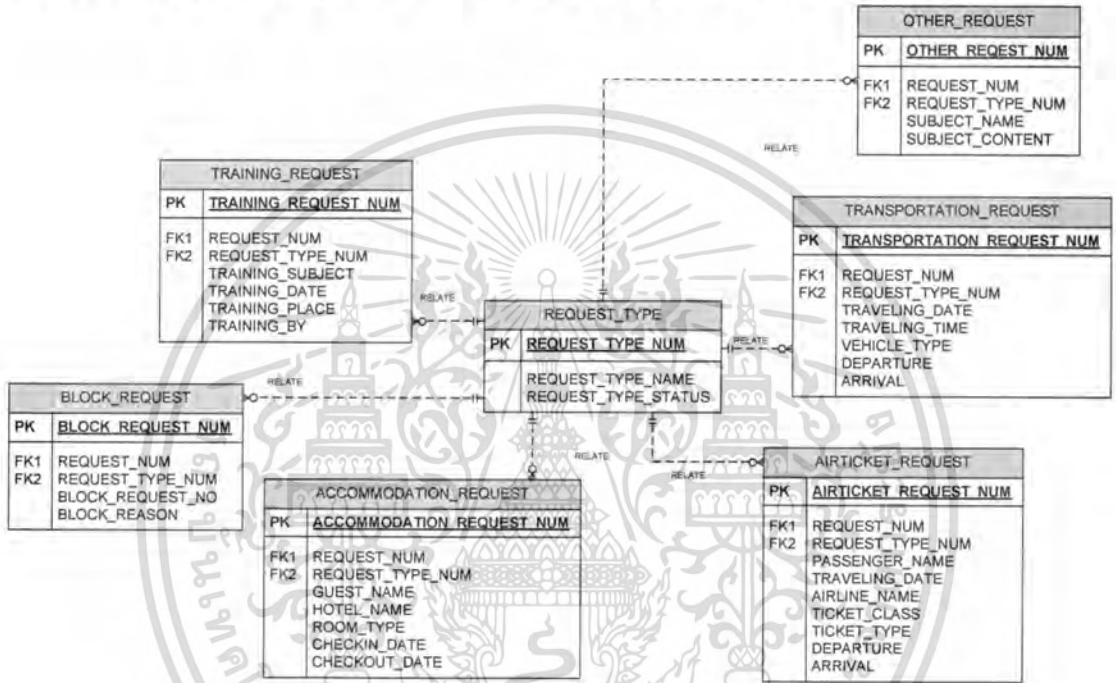 OTHER_REQUEST
PK OTHER_REQEST_NUM
FK1 REQUEST_NUM
FK2 REQUEST_TYPE_NUM
SUBJECT_NAME
SUBJECT_CONTENT
RELATE
TRAINING_REQUEST
PK TRAINING_REQUEST_NUM
FK1 REQUEST_NUM
FK2 REQUEST_TYPE_NUM
TRAINING_SUBJECT
TRAINING_DATE
TRAINING_PLACE
TRAINING_BY
RELATE
TRANSPORTATION_REQUEST
PK TRANSPORTATION_REQUEST_NUM
FK1 REQUEST_NUM
FK2 REQUEST_TYPE_NUM
TRAVELING_DATE
TRAVELING_TIME
VEHICLE_TYPE
DEPARTURE
ARRIVAL
RELATE
REQUEST_TYPE
PK REQUEST_TYPE_NUM
REQUEST_TYPE_NAME
REQUEST_TYPE_STATUS
RELATE
BLOCK_REQUEST
PK BLOCK_REQUEST_NUM
FK1 REQUEST_NUM
FK2 REQUEST_TYPE_NUM
BLOCK_REQUEST_NO
BLOCK_REASON
RELATE
ACCOMMODATION_REQUEST
PK ACCOMMODATION_REQUEST_NUM
FK1 REQUEST_NUM
FK2 REQUEST_TYPE_NUM
GUEST_NAME
HOTEL_NAME
ROOM_TYPE
CHECKIN_DATE
CHECKOUT_DATE
RELATE
AIRTICKET_REQUEST
PK AIRTICKET_REQUEST_NUM
FK1 REQUEST_NUM
FK2 REQUEST_TYPE_NUM
PASSENGER_NAME
TRAVELING_DATE
AIRLINE_NAME
TICKET_CLASS
TICKET_TYPE
DEPARTURE
ARRIVAL